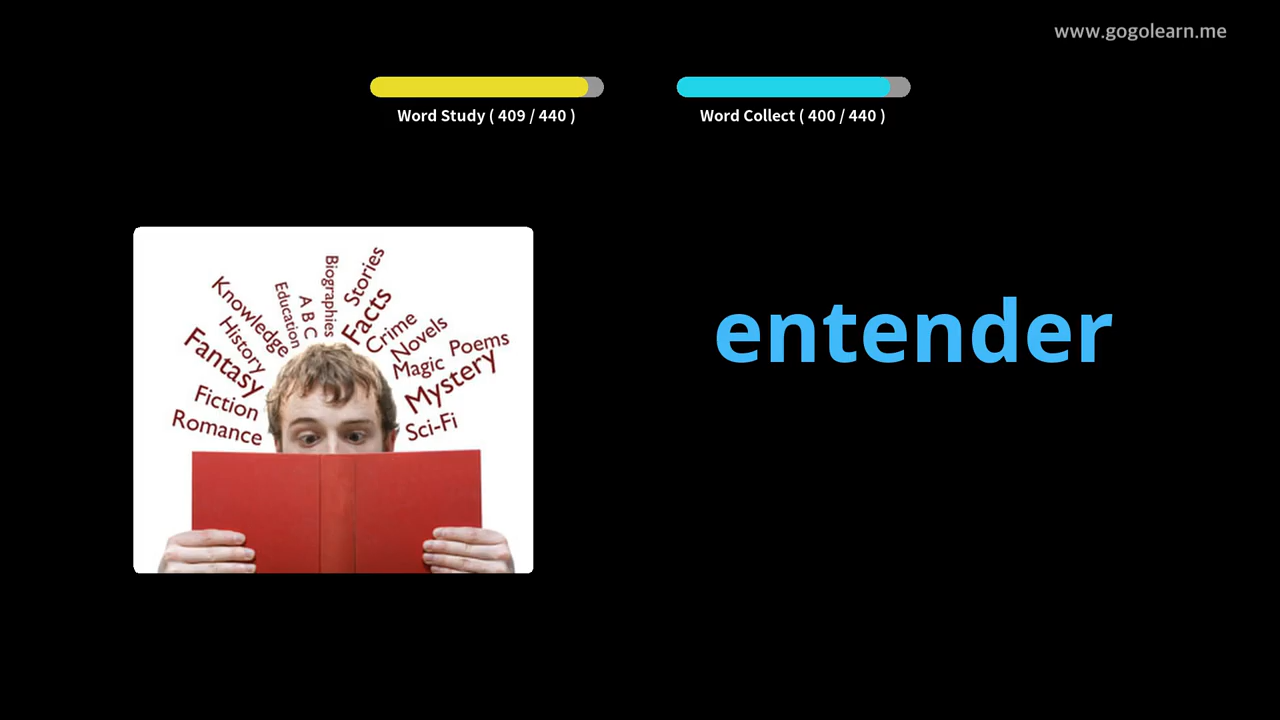 www.gogolearn.me
Word Study ( 409 / 440 )
Word Collect ( 400 / 440 )
entender
Biographies
Stories
Education
A B C
Facts
Knowledge
Crime
History
Novels
Fantasy
Magic
Poems
Mystery
Fiction
Romance
Sci-Fi